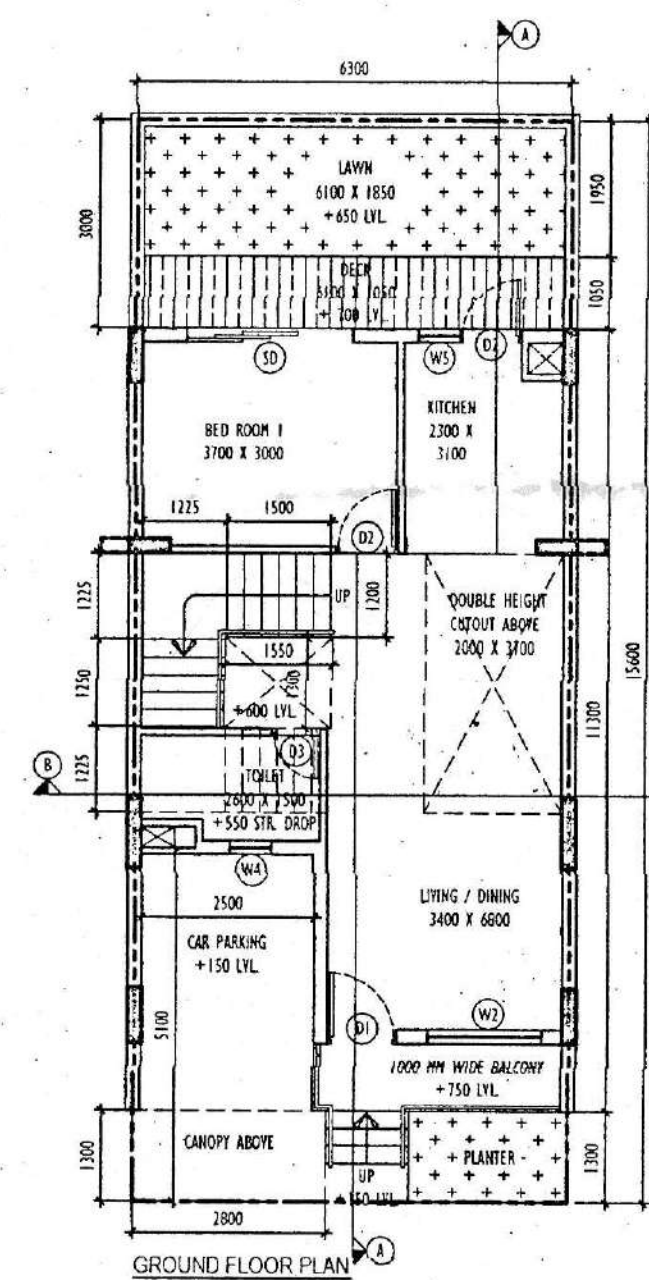 A
6300
LAWN
6100 X 1850
+650 LVL.
3000
1950
DECK
1050
SD
W5
D2
BED ROOM 1
3700 X 3000
KITCHEN
2300 X
3100
1225
1500
D2
1225
UP
1200
DOUBLE HEIGHT
CUTOUT ABOVE
2000 X 3700
15600
1550
1300
1250
+600 LVL.
11300
B
1225
D3
TOILET
2600 X 1500
+550 STR. DROP
W4
2500
LIVING / DINING
3400 X 6800
CAR PARKING
+150 LVL.
5100
D1
W2
1000 MM WIDE BALCONY
+750 LVL.
1300
CANOPY ABOVE
PLANTER
1300
UP
2800
A
GROUND FLOOR PLAN